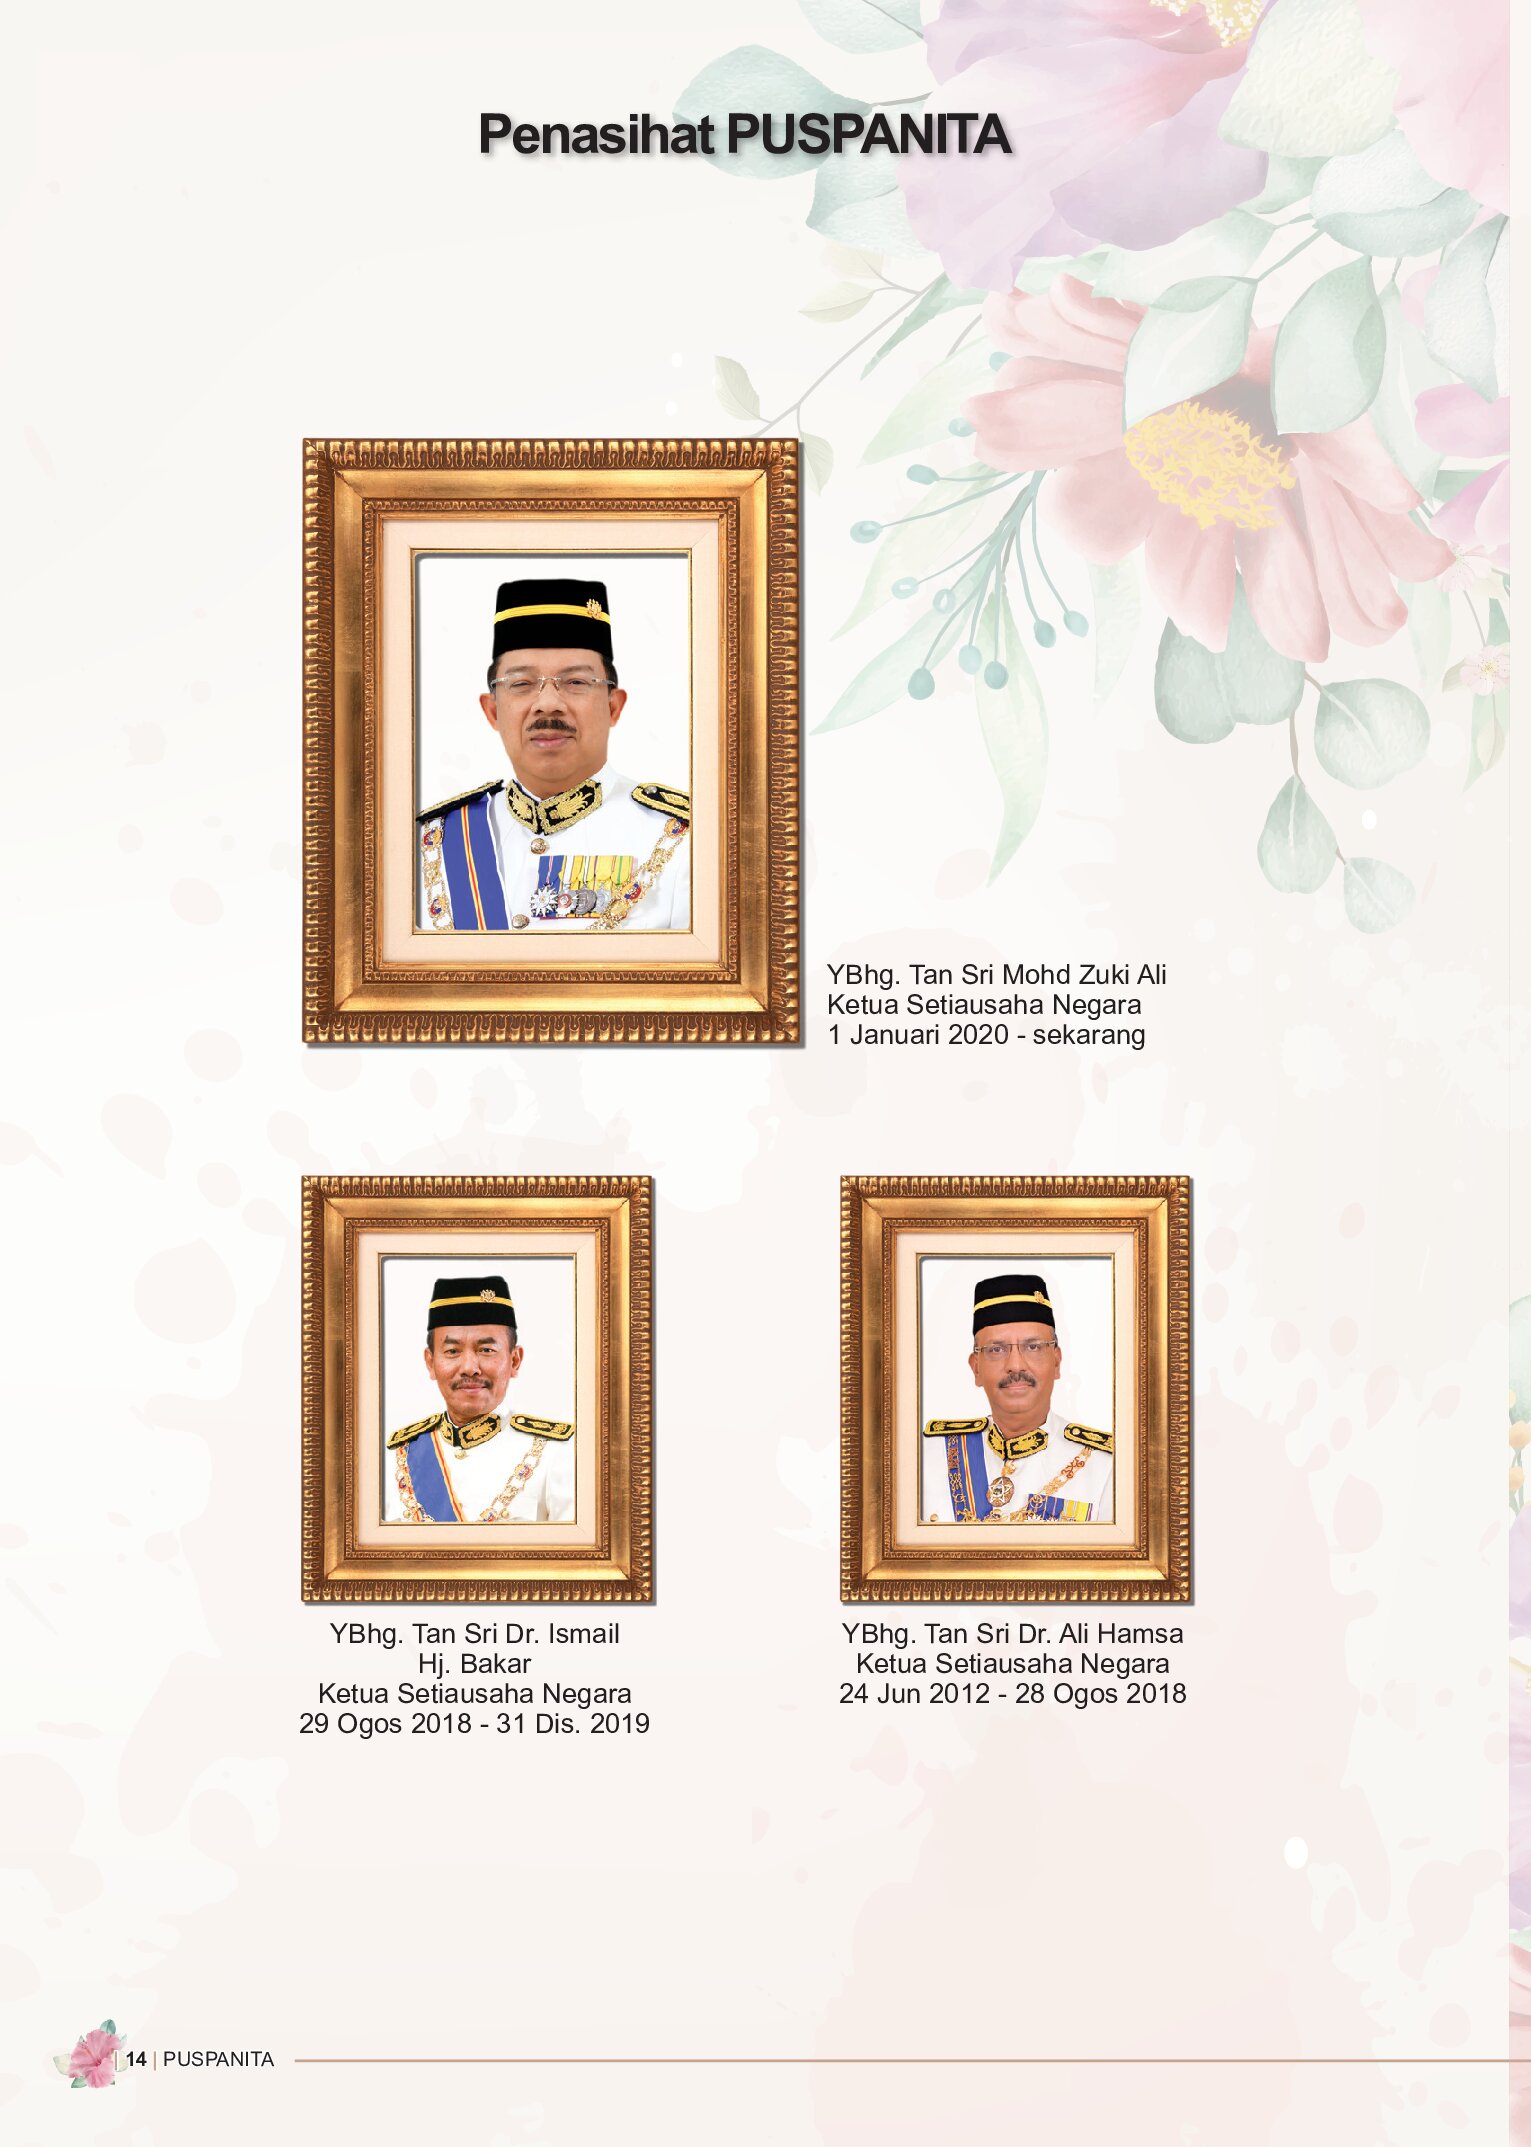 Penasihat PUSPANITA
YBhg. Tan Sri Mohd Zuki Ali
Ketua Setiausaha Negara
1 Januari 2020 - sekarang
YBhg. Tan Sri Dr. Ismail
Hj. Bakar
Ketua Setiausaha Negara
29 Ogos 2018 - 31 Dis. 2019
YBhg. Tan Sri Dr. Ali Hamsa
Ketua Setiausaha Negara
24 Jun 2012 - 28 Ogos 2018
| 14 | PUSPANITA